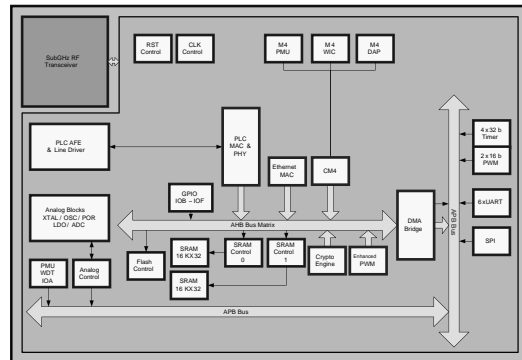 SubGHz RF
Transceiver
RST
Control
CLK
Control
M4
PMU
M4
WIC
M4
DAP
PLC AFE
& Line Driver
PLC
MAC &
PHY
Ethernet
MAC
CM4
4 x32 b
Timer
2 x 16 b
PWM
6xUART
SPI
APB Bus
GPIO
IOB – IOF
Analog Blocks
XTAL / OSC / POR
LDO / ADC
AHB Bus Matrix
DMA
Bridge
PMU
WDT
IOA
Analog
Control
Flash
Control
SRAM
16 KX32
SRAM
Control
0
SRAM
Control
1
Crypto
Engine
Enhanced
PWM
SRAM
16 KX32
APB Bus